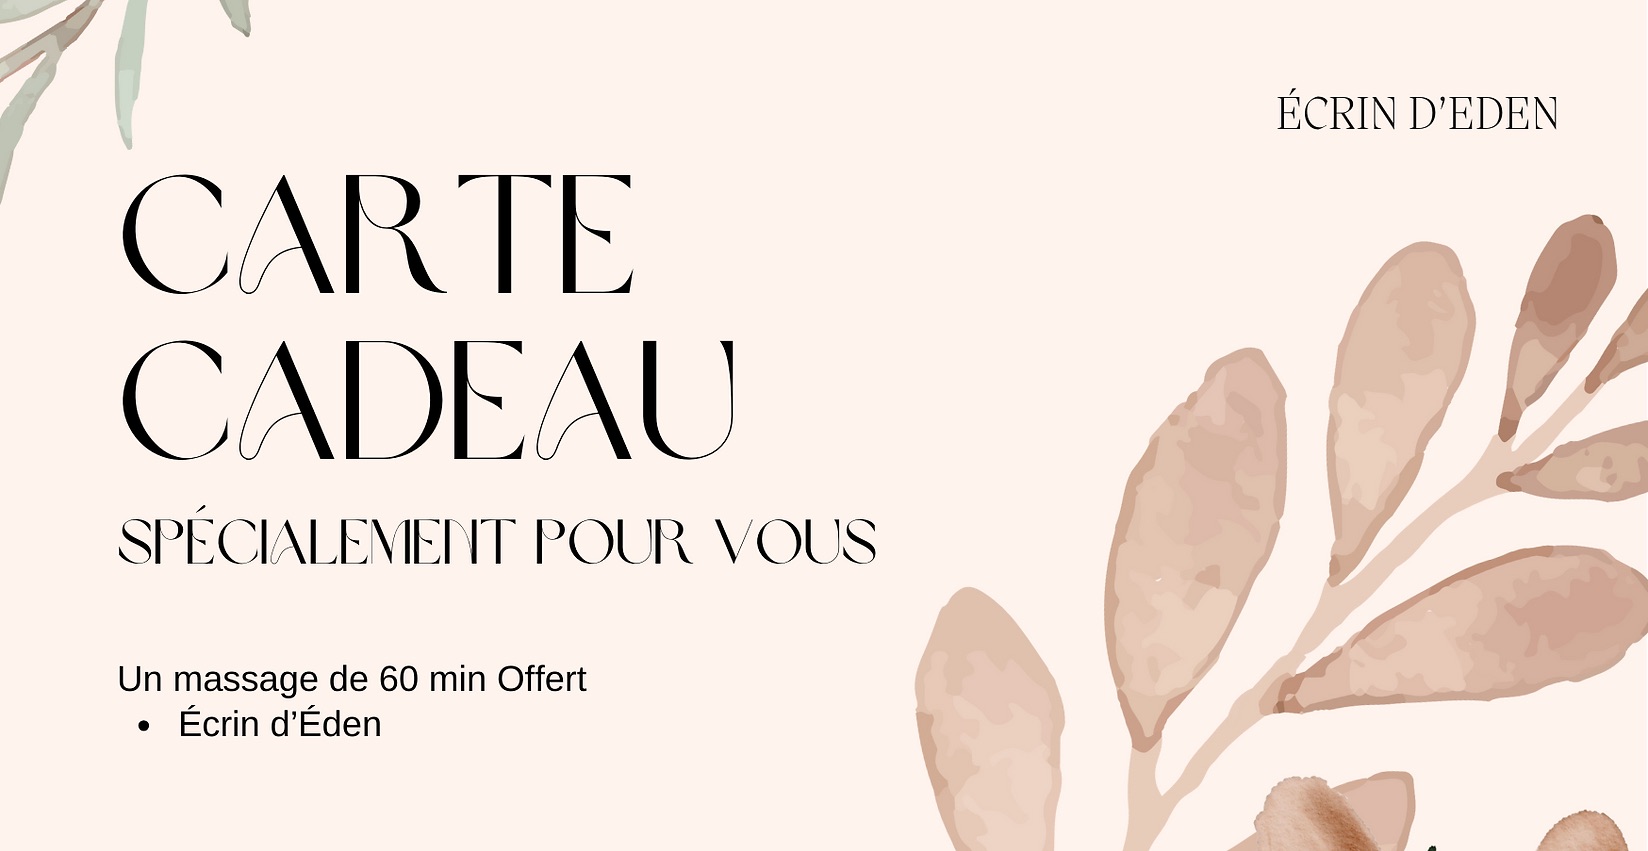 ÉCRIN D’EDEN
CARTE
CADEAU
SPÉCIALEMENT POUR VOUS
Un massage de 60 min Offert
• Écrin d’Éden